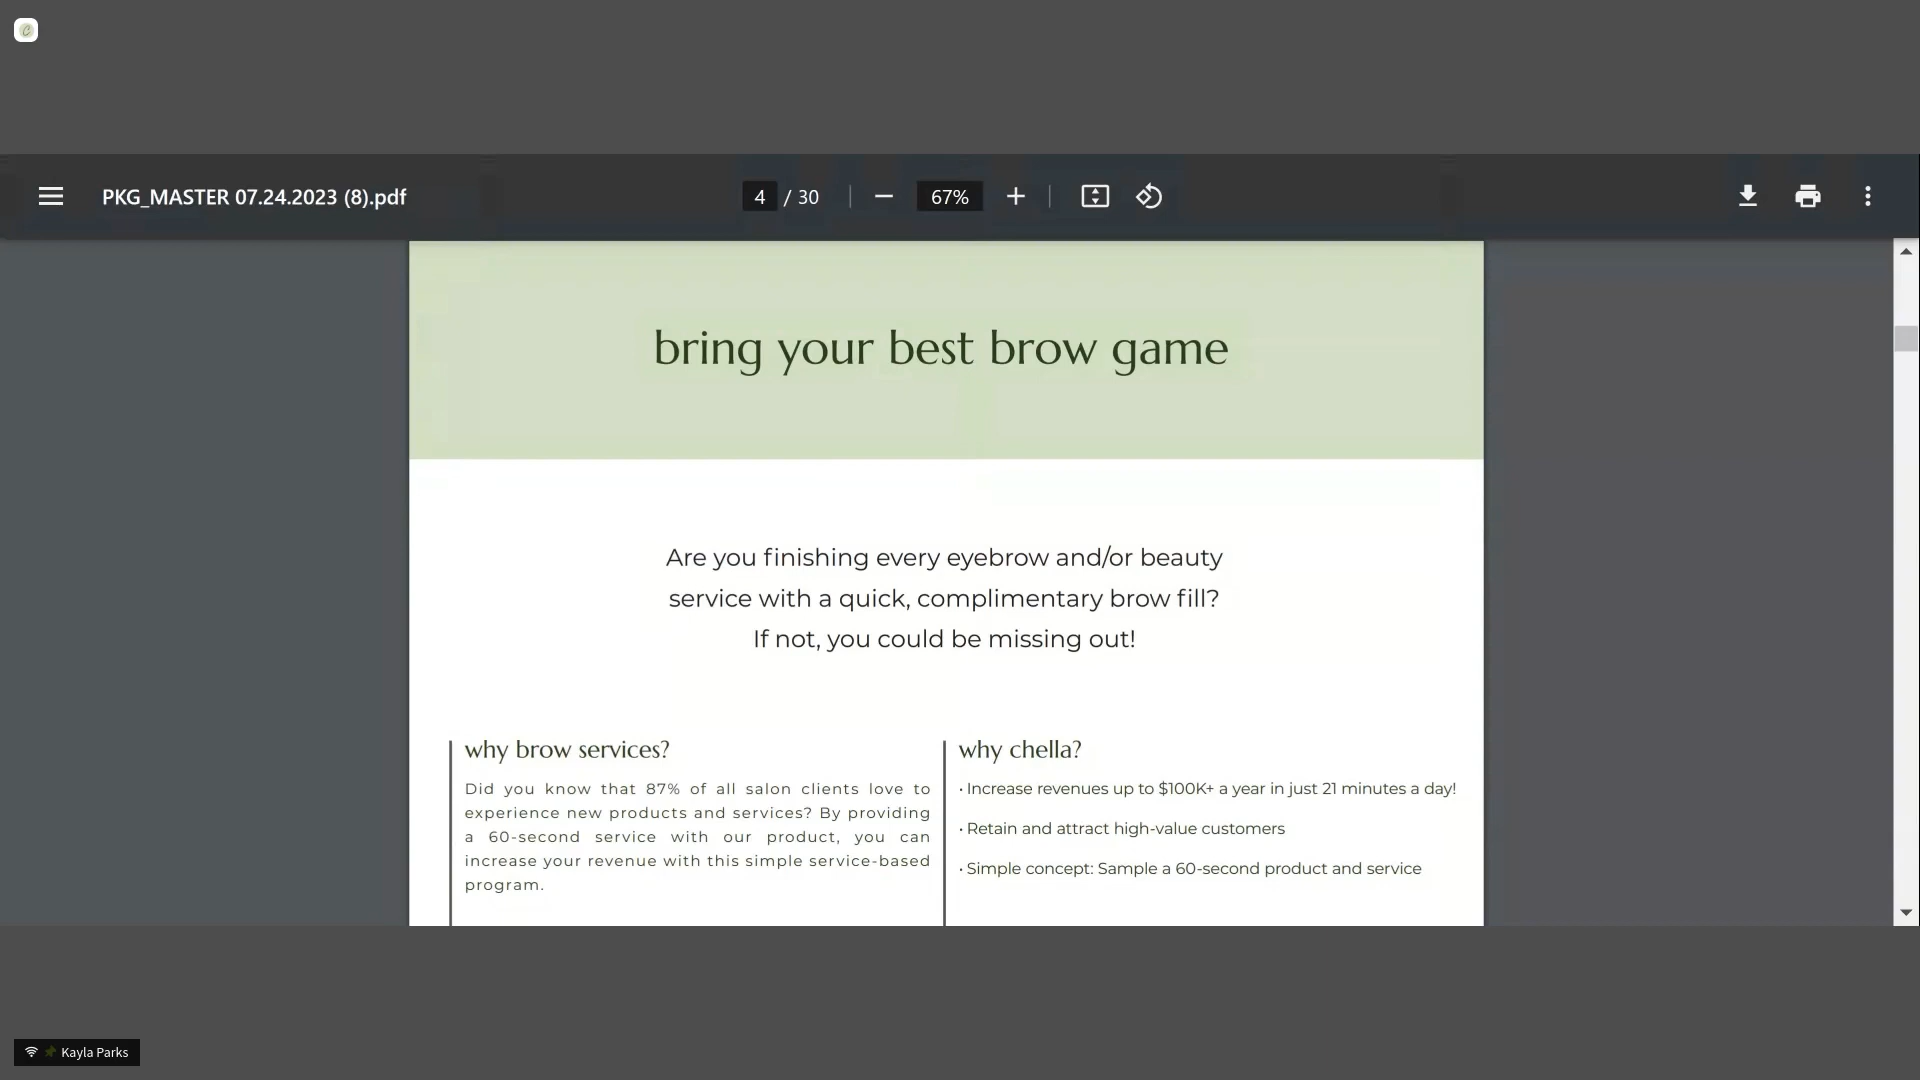 PKG_MASTER 07.24.2023 (8).pdf
4 / 30
67%
bring your best brow game
Are you finishing every eyebrow and/or beauty
service with a quick, complimentary brow fill?
If not, you could be missing out!
why brow services?
Did you know that 87% of all salon clients love to
experience new products and services? By providing
a 60-second service with our product, you can
increase your revenue with this simple service-based
program.
why chella?
· Increase revenues up to $100K+ a year in just 21 minutes a day!
· Retain and attract high-value customers
· Simple concept: Sample a 60-second product and service
Kayla Parks